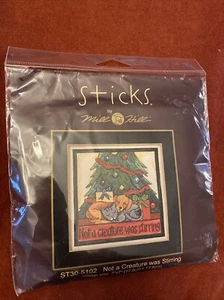 Sticks
by
Mill Hill
Not a creature was stirring
ST30-5102 Not a Creature was Stirring